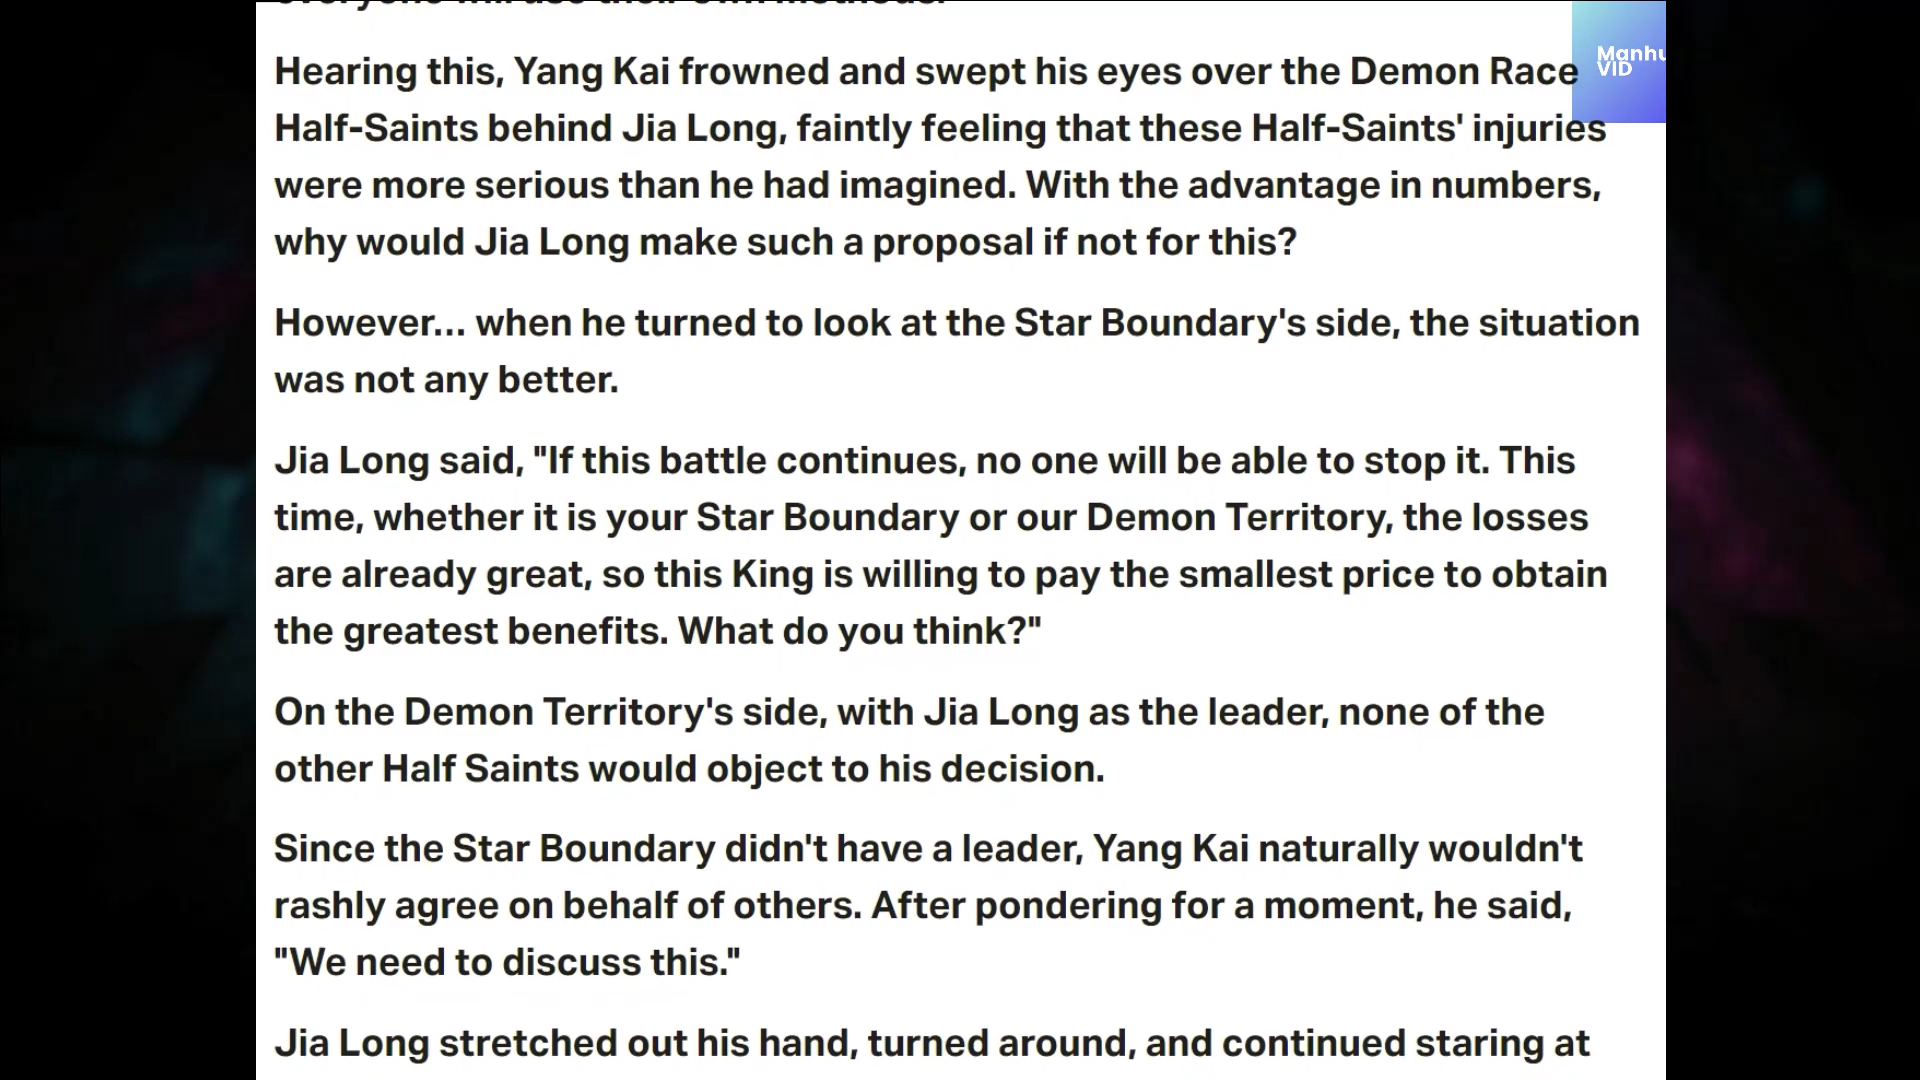 everyone will use their own methods."
Manhu
VID
Hearing this, Yang Kai frowned and swept his eyes over the Demon Race
Half-Saints behind Jia Long, faintly feeling that these Half-Saints' injuries
were more serious than he had imagined. With the advantage in numbers,
why would Jia Long make such a proposal if not for this?
However... when he turned to look at the Star Boundary's side, the situation
was not any better.
Jia Long said, "If this battle continues, no one will be able to stop it. This
time, whether it is your Star Boundary or our Demon Territory, the losses
are already great, so this King is willing to pay the smallest price to obtain
the greatest benefits. What do you think?"
On the Demon Territory's side, with Jia Long as the leader, none of the
other Half Saints would object to his decision.
Since the Star Boundary didn't have a leader, Yang Kai naturally wouldn't
rashly agree on behalf of others. After pondering for a moment, he said,
"We need to discuss this."
Jia Long stretched out his hand, turned around, and continued staring at